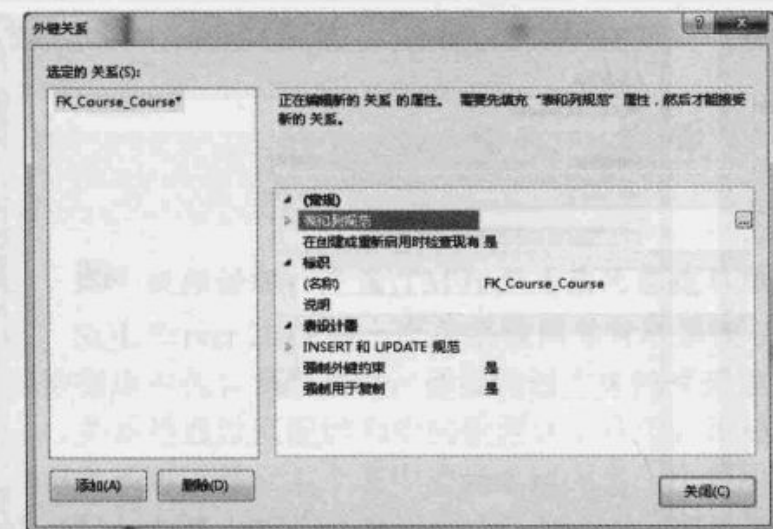 外键关系
选定的 关系(S):
FK_Course_Course*
正在编辑新的 关系 的属性。 需要先填充“表和列规范”属性，然后才能接受
新的 关系。
(常规)
表和列规范
在创建或重新启用时检查现有 是
标识
(名称) FK_Course_Course
说明
表设计器
INSERT 和 UPDATE 规范
强制外键约束 是
强制用于复制 是
添加(A) 删除(D)
关闭(C)